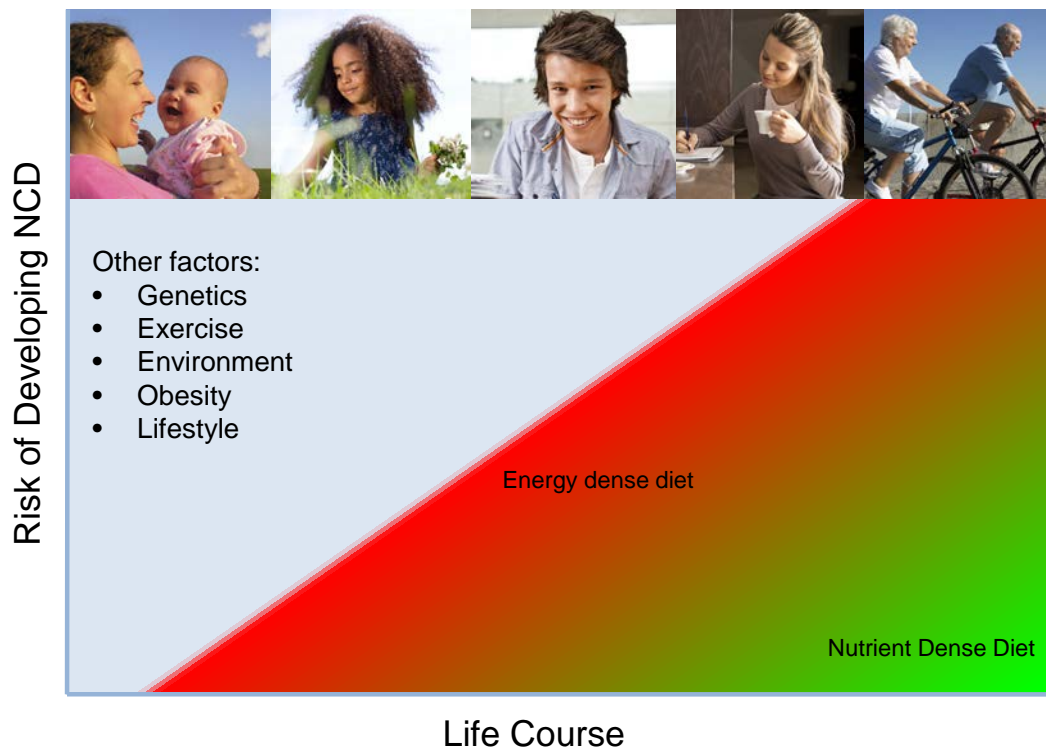 Risk of Developing NCD
Other factors:
• Genetics
• Exercise
• Environment
• Obesity
• Lifestyle
Energy dense diet
Nutrient Dense Diet
Life Course